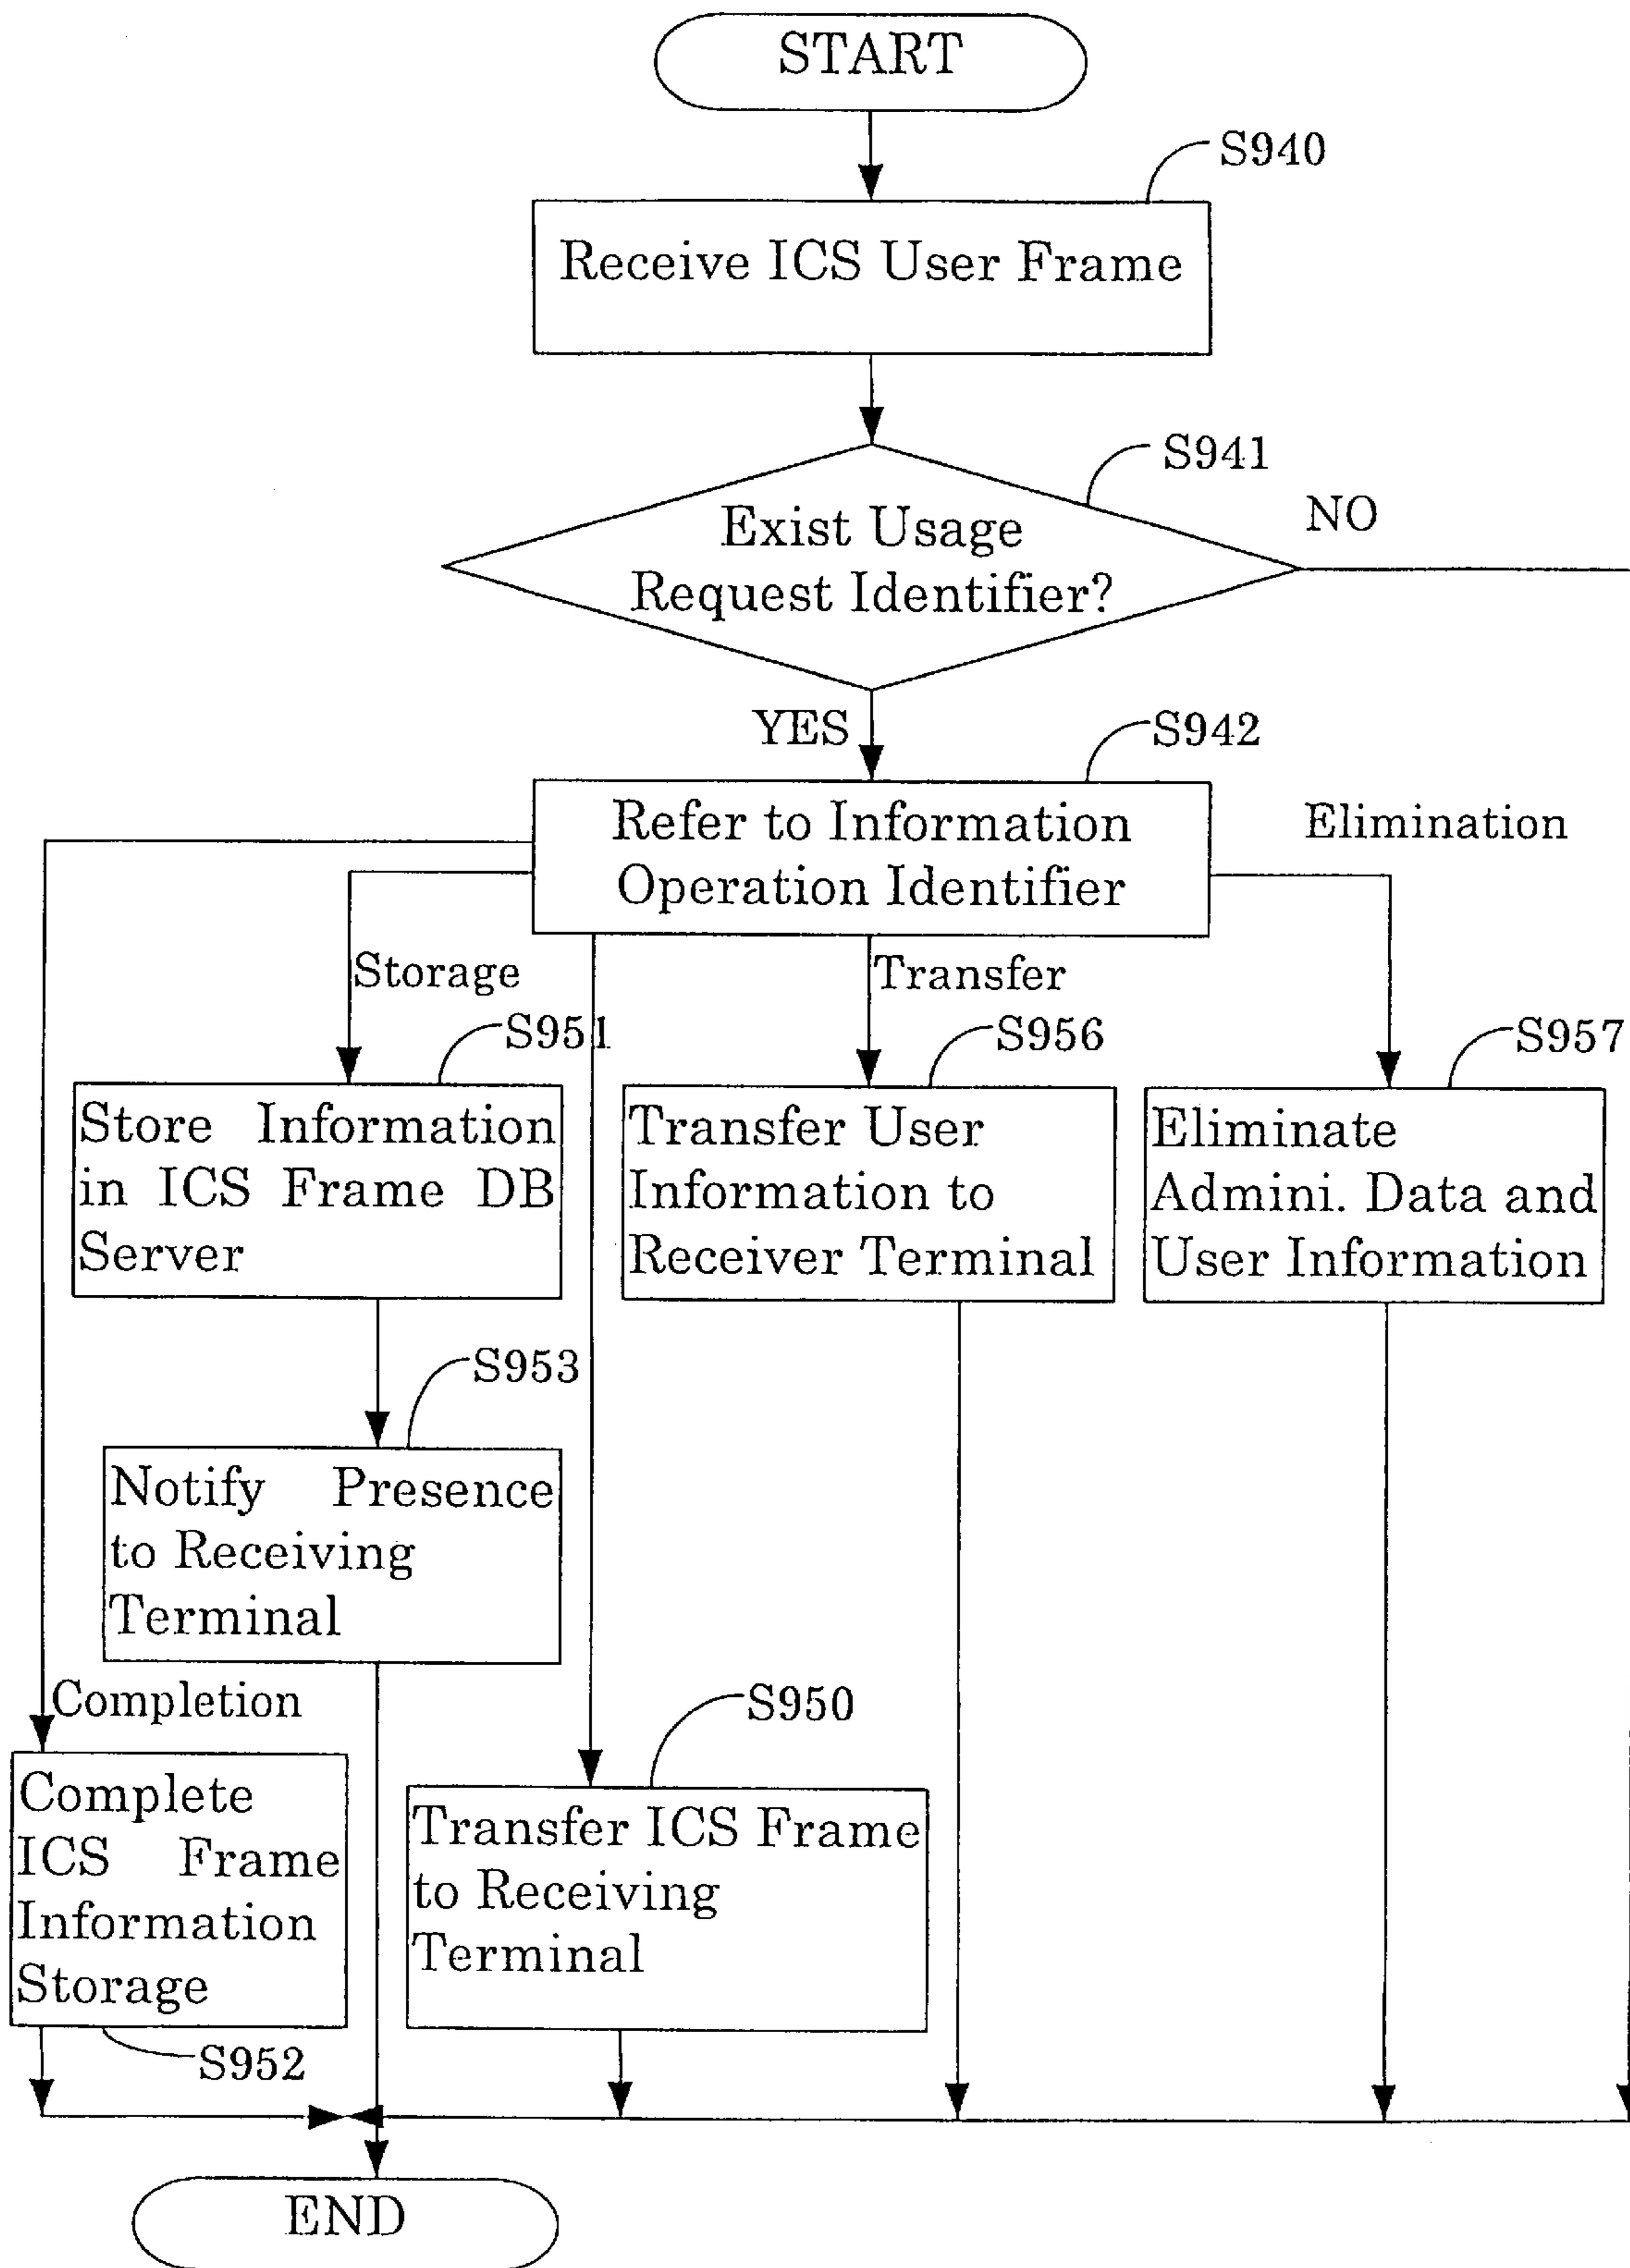 START
S940
Receive ICS User Frame
S941
Exist Usage
Request Identifier?
NO
YES
S942
Refer to Information
Operation Identifier
Elimination
Storage
Transfer
S951
S956
S957
Store Information
in ICS Frame DB
Server
Transfer User
Information to
Receiver Terminal
Eliminate
Admini. Data and
User Information
S953
Notify Presence
to Receiving
Terminal
Completion
S950
Complete
ICS Frame
Information
Storage
Transfer ICS Frame
to Receiving
Terminal
S952
END